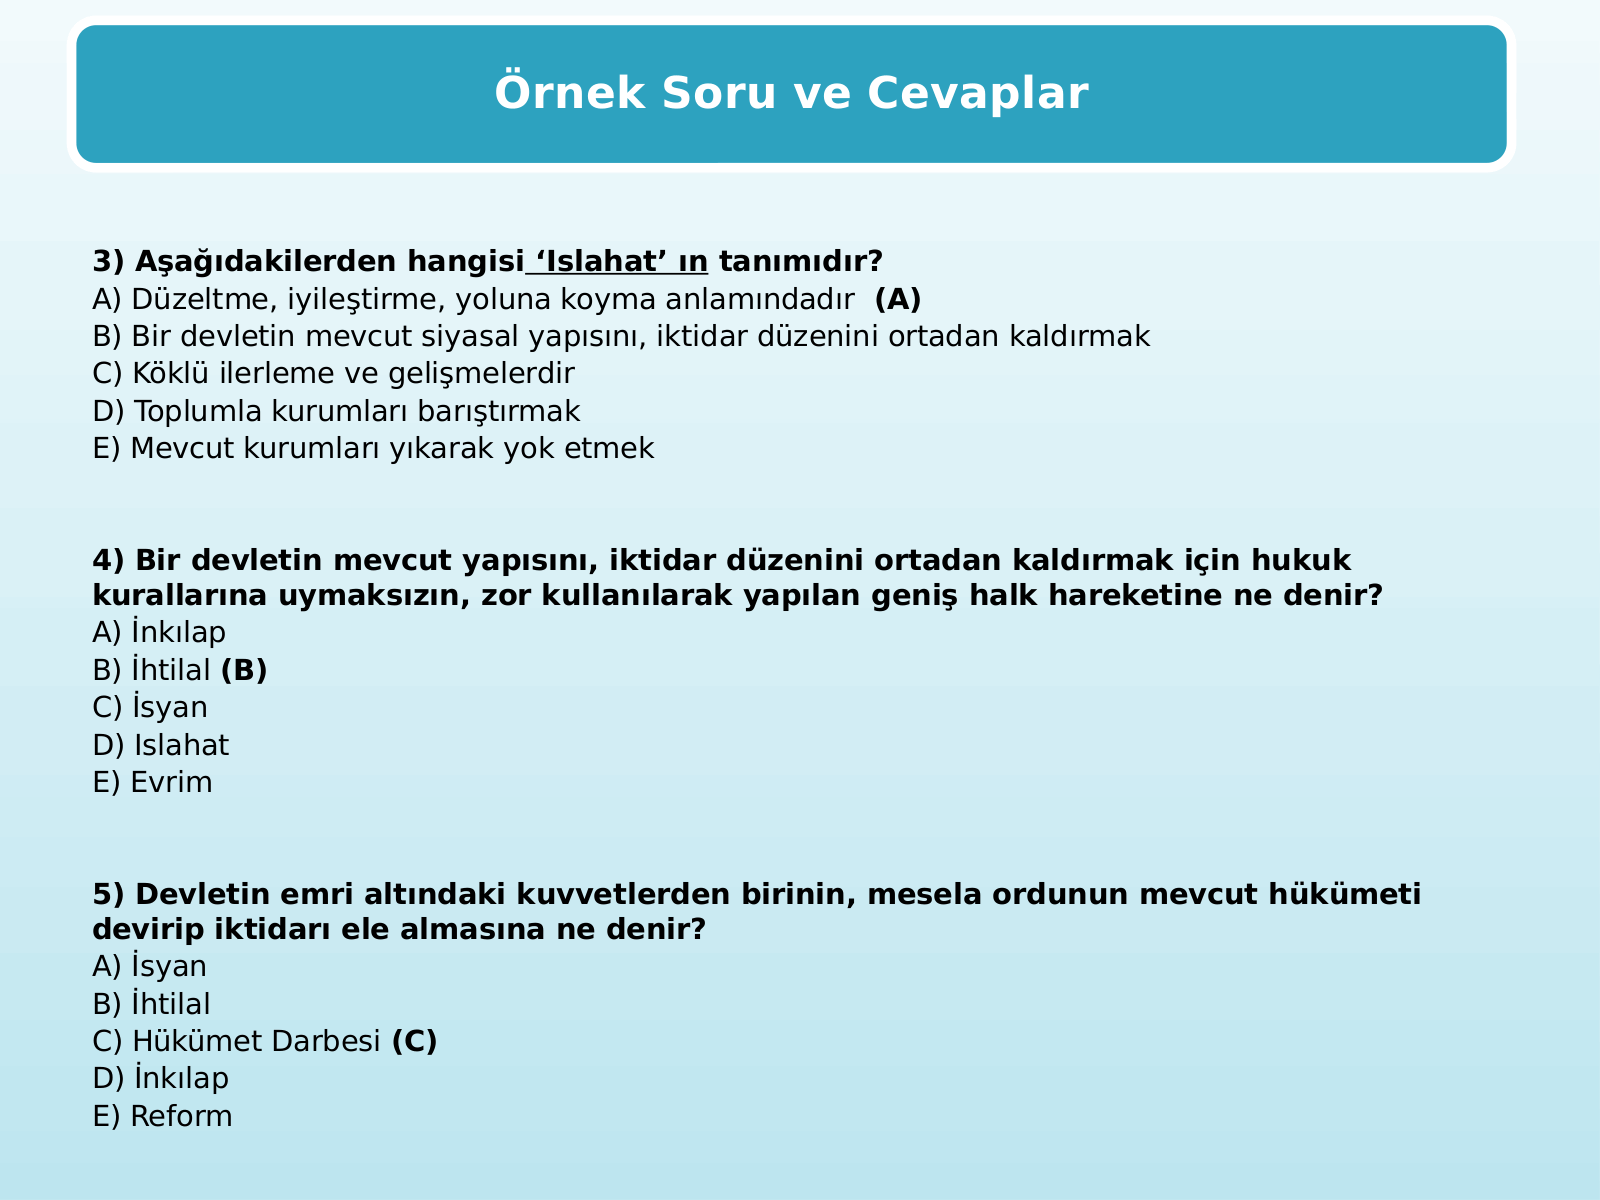 Örnek Soru ve Cevaplar
3) Aşağıdakilerden hangisi ‘Islahat’ ın tanımıdır?
A) Düzeltme, iyileştirme, yoluna koyma anlamındadır (A)
B) Bir devletin mevcut siyasal yapısını, iktidar düzenini ortadan kaldırmak
C) Köklü ilerleme ve gelişmelerdir
D) Toplumla kurumları barıştırmak
E) Mevcut kurumları yıkarak yok etmek
4) Bir devletin mevcut yapısını, iktidar düzenini ortadan kaldırmak için hukuk
kurallarına uymaksızın, zor kullanılarak yapılan geniş halk hareketine ne denir?
A) İnkılap
B) İhtilal (B)
C) İsyan
D) Islahat
E) Evrim
5) Devletin emri altındaki kuvvetlerden birinin, mesela ordunun mevcut hükümeti
devirip iktidarı ele almasına ne denir?
A) İsyan
B) İhtilal
C) Hükümet Darbesi (C)
D) İnkılap
E) Reform